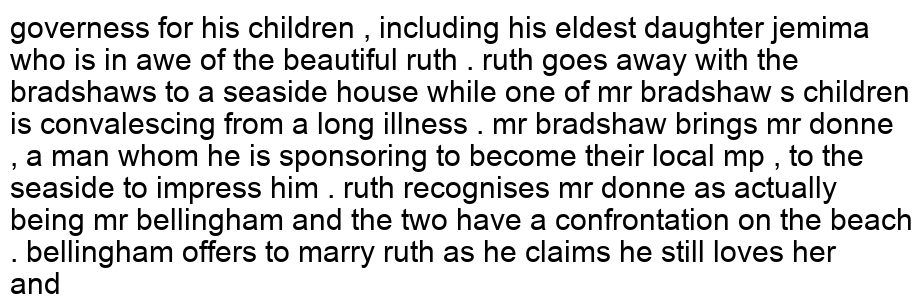 governess for his children , including his eldest daughter jemima
who is in awe of the beautiful ruth . ruth goes away with the
bradshaws to a seaside house while one of mr bradshaw s children
is convalescing from a long illness . mr bradshaw brings mr donne
, a man whom he is sponsoring to become their local mp , to the
seaside to impress him . ruth recognises mr donne as actually
being mr bellingham and the two have a confrontation on the beach
. bellingham offers to marry ruth as he claims he still loves her
and